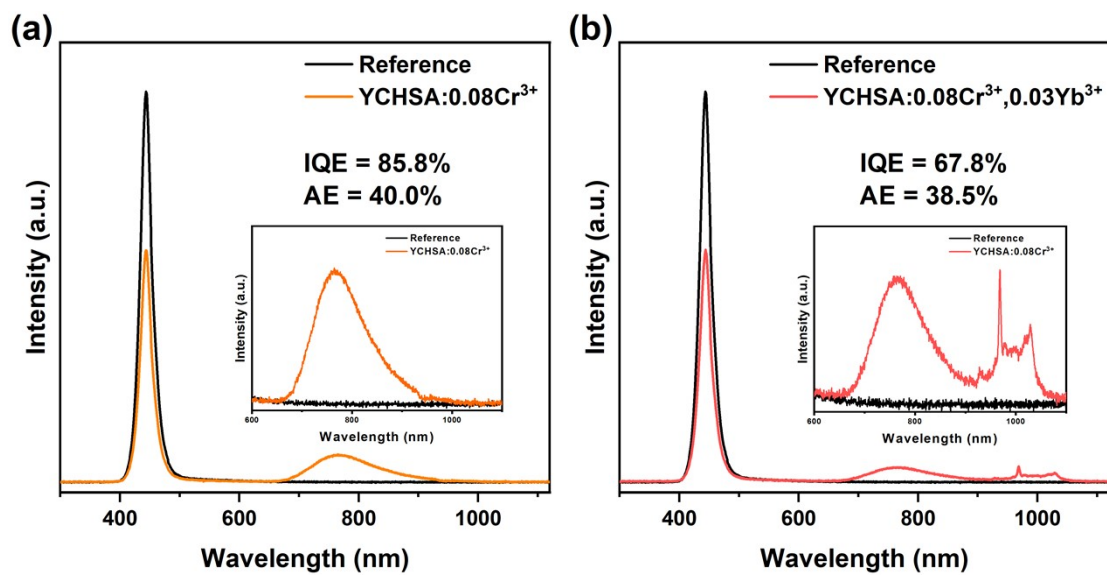 (a)
Reference
YCHSA:0.08Cr³⁺
IQE = 85.8%
AE = 40.0%
Reference
YCHSA:0.08Cr³⁺
Intensity (a.u.)
600 800 1000
Wavelength (nm)
Intensity (a.u.)
400 600 800 1000
Wavelength (nm)
(b)
Reference
YCHSA:0.08Cr³⁺,0.03Yb³⁺
IQE = 67.8%
AE = 38.5%
Reference
YCHSA:0.08Cr³⁺
Intensity (a.u.)
600 800 1000
Wavelength (nm)
Intensity (a.u.)
400 600 800 1000
Wavelength (nm)